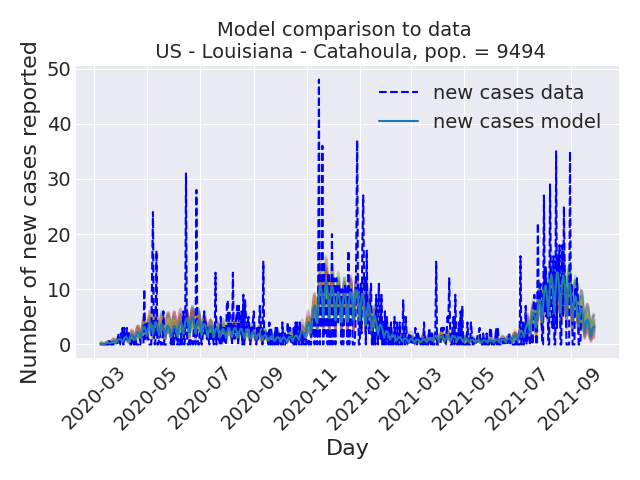 Model comparison to data
US - Louisiana - Catahoula, pop. = 9494
Number of new cases reported
50
40
30
20
10
0
new cases data
new cases model
2020-03
2020-05
2020-07
2020-09
2020-11
2021-01
2021-03
2021-05
2021-07
2021-09
Day